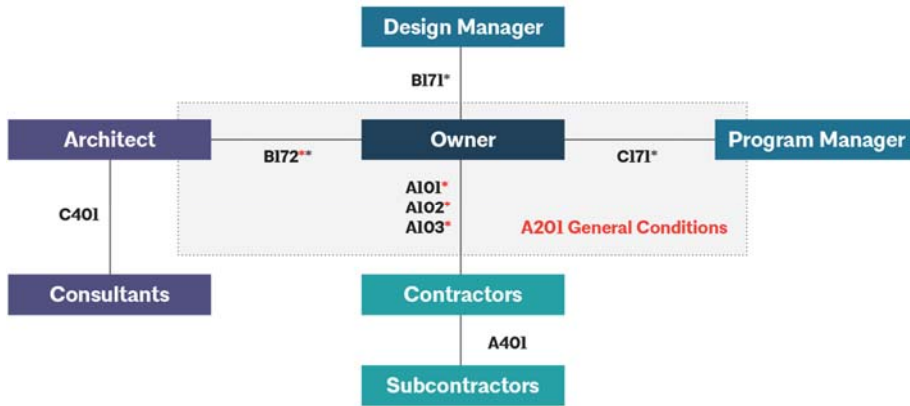 Design Manager
B171*
Architect
Owner
Program Manager
B172**
C171*
A101*
A102*
A103*
C401
A201 General Conditions
Consultants
Contractors
A401
Subcontractors